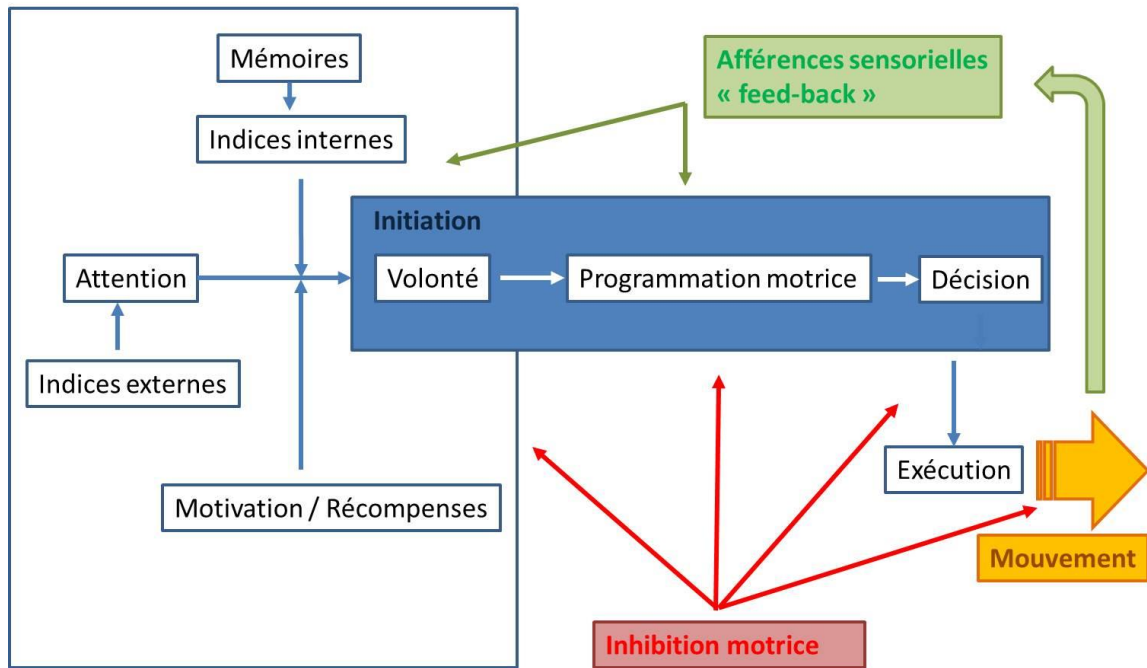 Mémoires
Afférences sensorielles
« feed-back »
Indices internes
Initiation
Attention
Volonté
Programmation motrice
Décision
Indices externes
Exécution
Motivation / Récompenses
Mouvement
Inhibition motrice